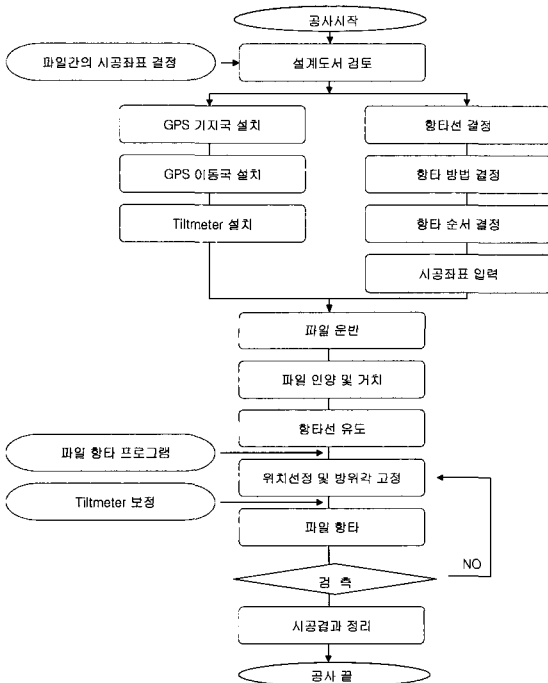 공사시작
파일간의 시공좌표 결정
설계도서 검토
GPS 기지국 설치
항타선 결정
GPS 이동국 설치
항타 방법 결정
Tiltmeter 설치
항타 순서 결정
시공좌표 입력
파일 운반
파일 인양 및 거치
항타선 유도
파일 항타 프로그램
위치선정 및 방위각 고정
Tiltmeter 보정
파일 항타
NO
검 측
시공결과 정리
공사 끝